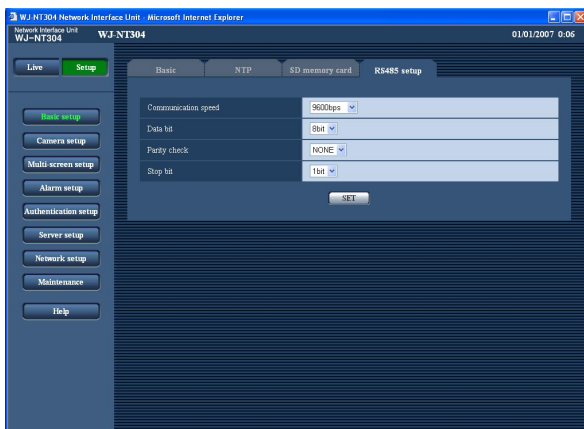 WJ-NT304 Network Interface Unit - Microsoft Internet Explorer
Network Interface Unit
WJ-NT304
WJ-NT304
01/01/2007 0:06
Live
Setup
Basic
NTP
SD memory card
RS485 setup
Communication speed
9600bps
Data bit
8bit
Parity check
NONE
Stop bit
1bit
SET
Basic setup
Camera setup
Multi-screen setup
Alarm setup
Authentication setup
Server setup
Network setup
Maintenance
Help